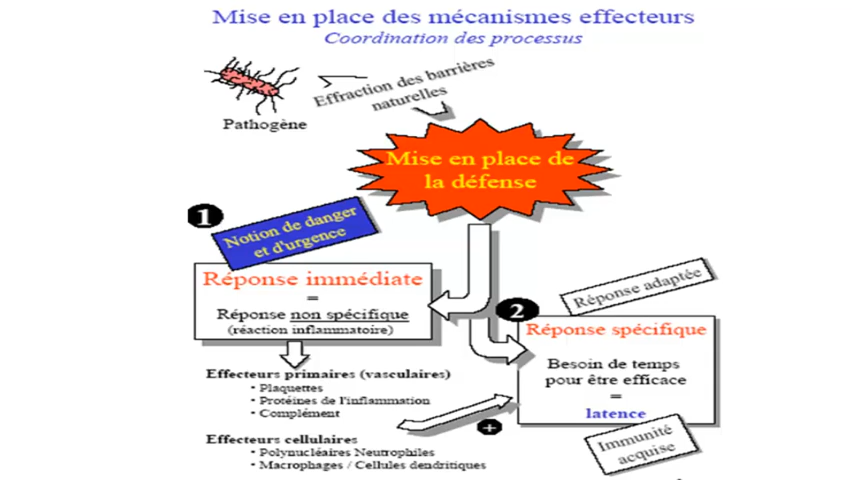 Mise en place des mécanismes effecteurs
Coordination des processus
Effraction des barrières
naturelles
Pathogène
Mise en place de
la défense
1
Notion de danger
et d'urgence
Réponse immédiate
=
Réponse non spécifique
(réaction inflammatoire)
Effecteurs primaires (vasculaires)
• Plaquettes
• Protéines de l'inflammation
• Complément
Effecteurs cellulaires
• Polynucléaires Neutrophiles
• Macrophages / Cellules dendritiques
+
2
Réponse adaptée
Réponse spécifique
Besoin de temps
pour être efficace
=
latence
Immunité
acquise